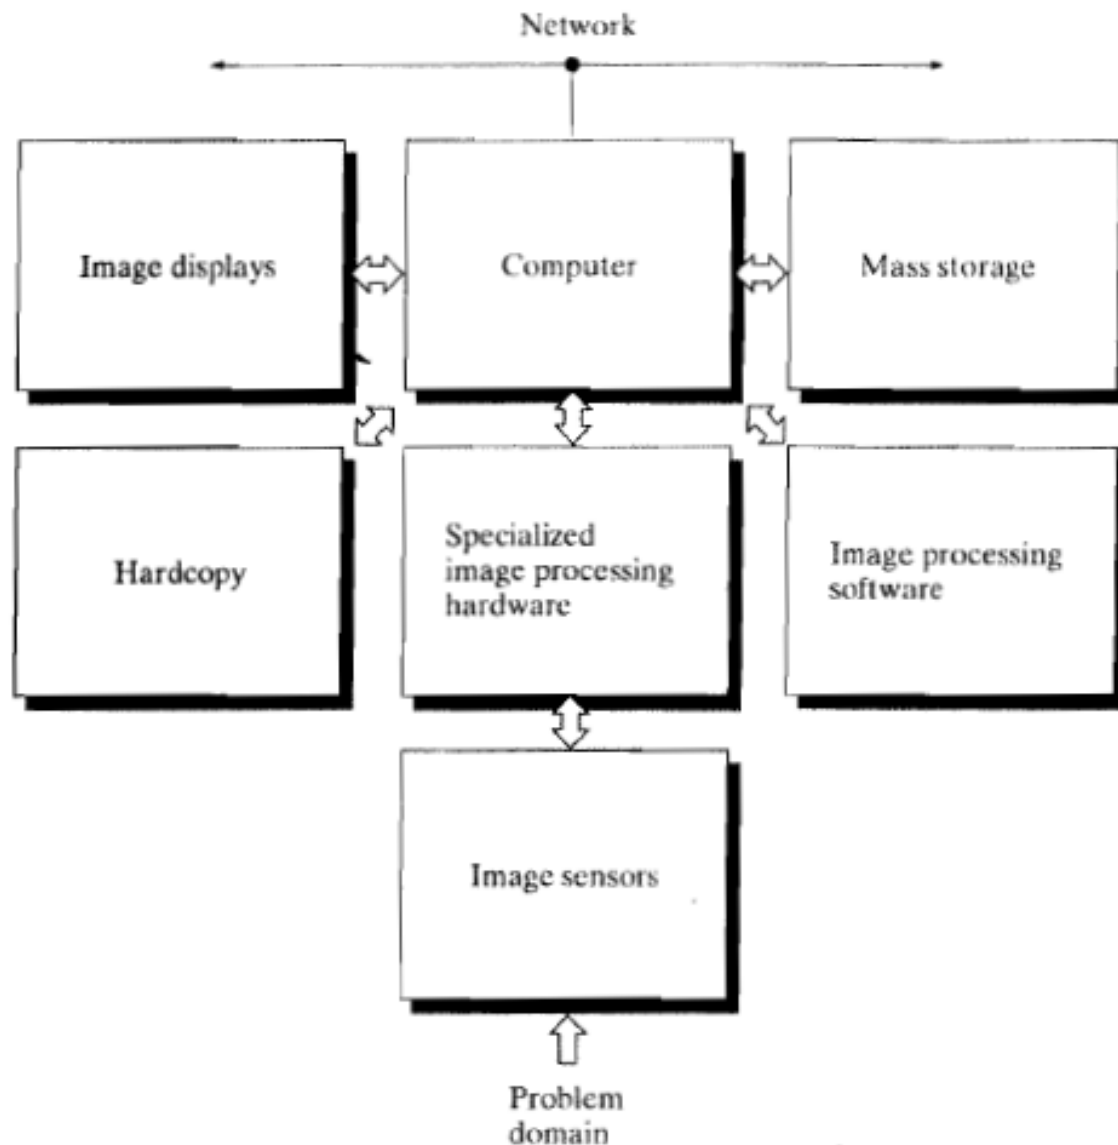 Network
Image displays
Computer
Mass storage
Hardcopy
Specialized
image processing
hardware
Image processing
software
Image sensors
Problem
domain